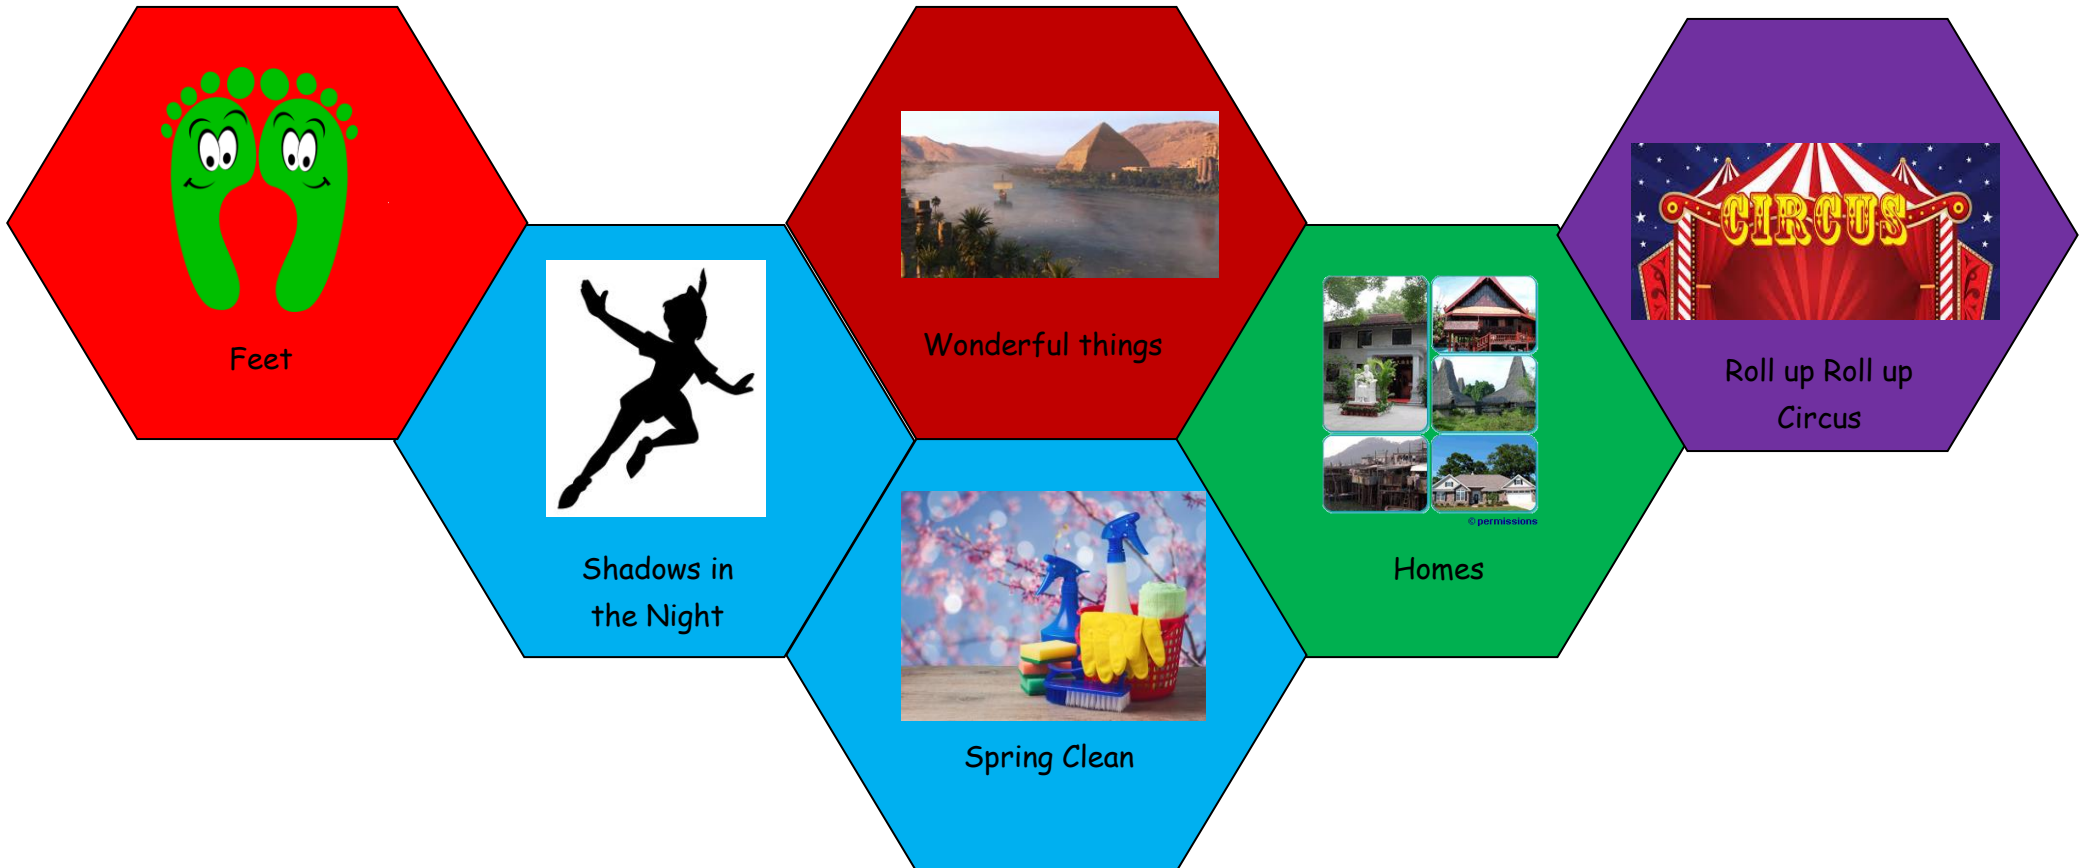 Feet
Shadows in
the Night
Wonderful things
Spring Clean
© permissions
Homes
CIRCUS
Roll up Roll up
Circus